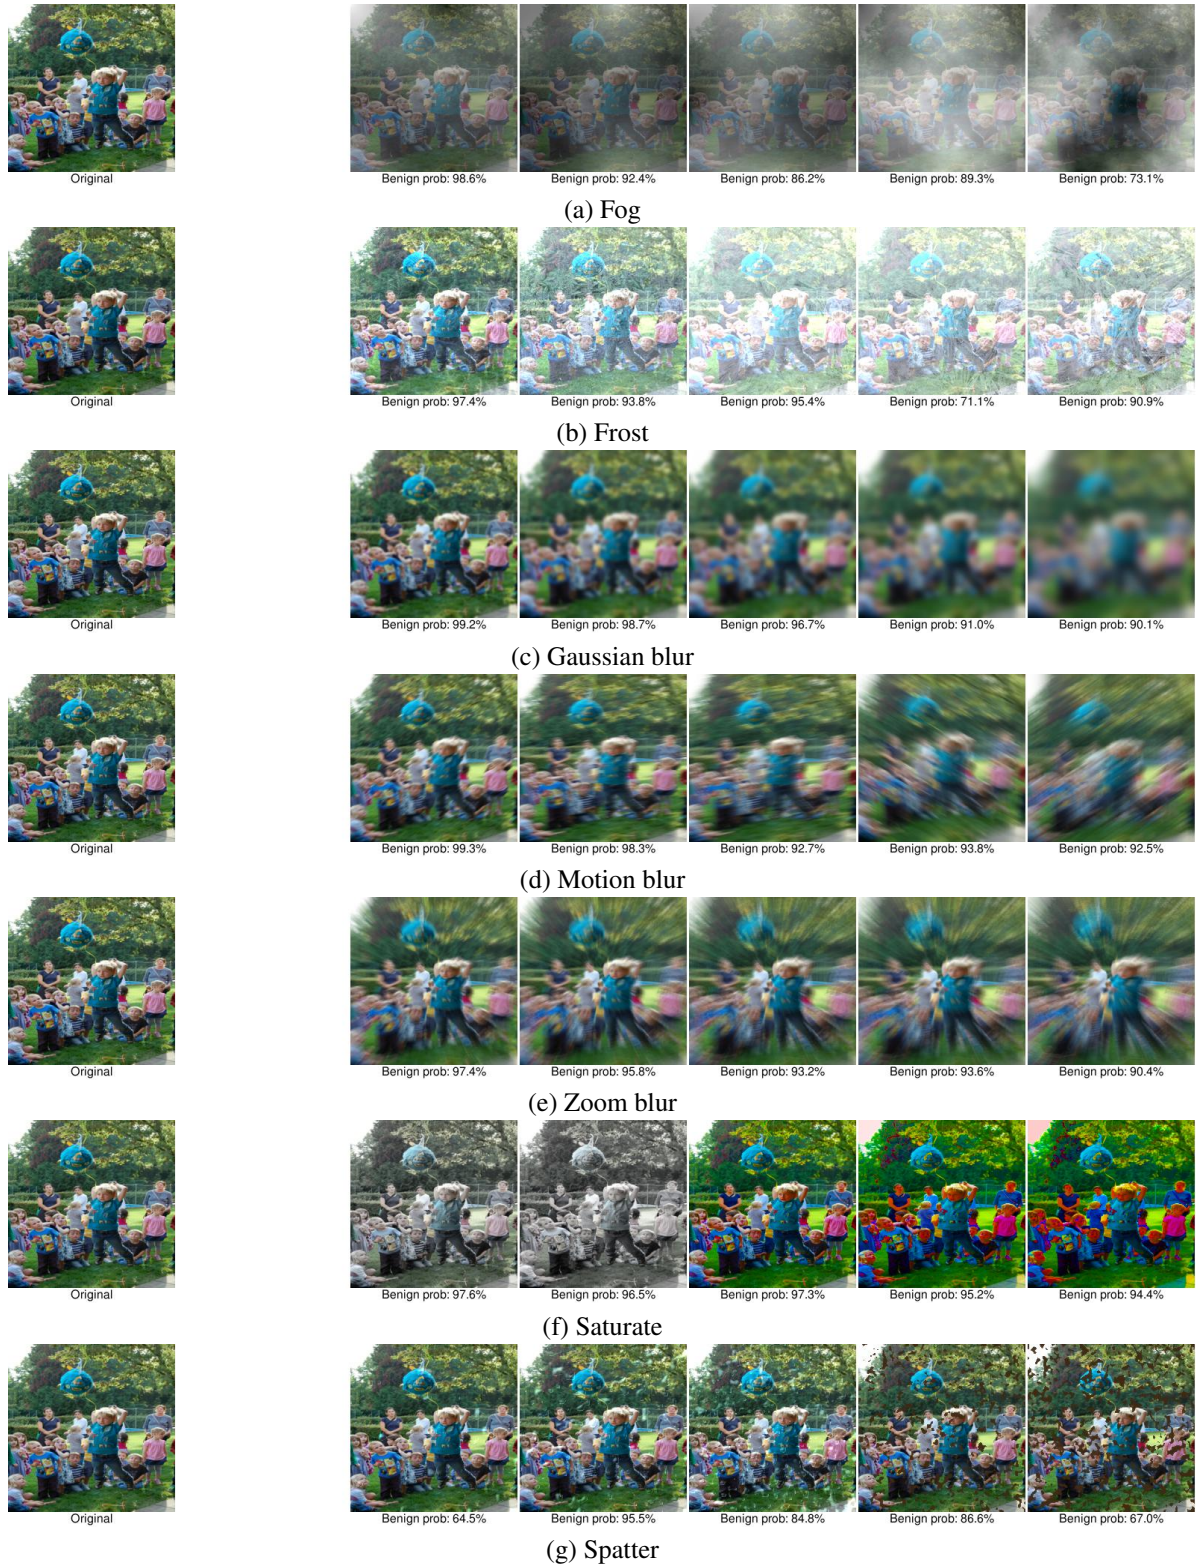 Original Benign prob: 98.6% Benign prob: 92.4% Benign prob: 86.2% Benign prob: 89.3% Benign prob: 73.1%
(a) Fog
Original Benign prob: 97.4% Benign prob: 93.8% Benign prob: 95.4% Benign prob: 71.1% Benign prob: 90.9%
(b) Frost
Original Benign prob: 99.2% Benign prob: 98.7% Benign prob: 96.7% Benign prob: 91.0% Benign prob: 90.1%
(c) Gaussian blur
Original Benign prob: 99.3% Benign prob: 98.3% Benign prob: 92.7% Benign prob: 93.8% Benign prob: 92.5%
(d) Motion blur
Original Benign prob: 97.4% Benign prob: 95.8% Benign prob: 93.2% Benign prob: 93.6% Benign prob: 90.4%
(e) Zoom blur
Original Benign prob: 97.6% Benign prob: 96.5% Benign prob: 97.3% Benign prob: 95.2% Benign prob: 94.4%
(f) Saturate
Original Benign prob: 64.5% Benign prob: 95.5% Benign prob: 84.8% Benign prob: 86.6% Benign prob: 67.0%
(g) Spatter